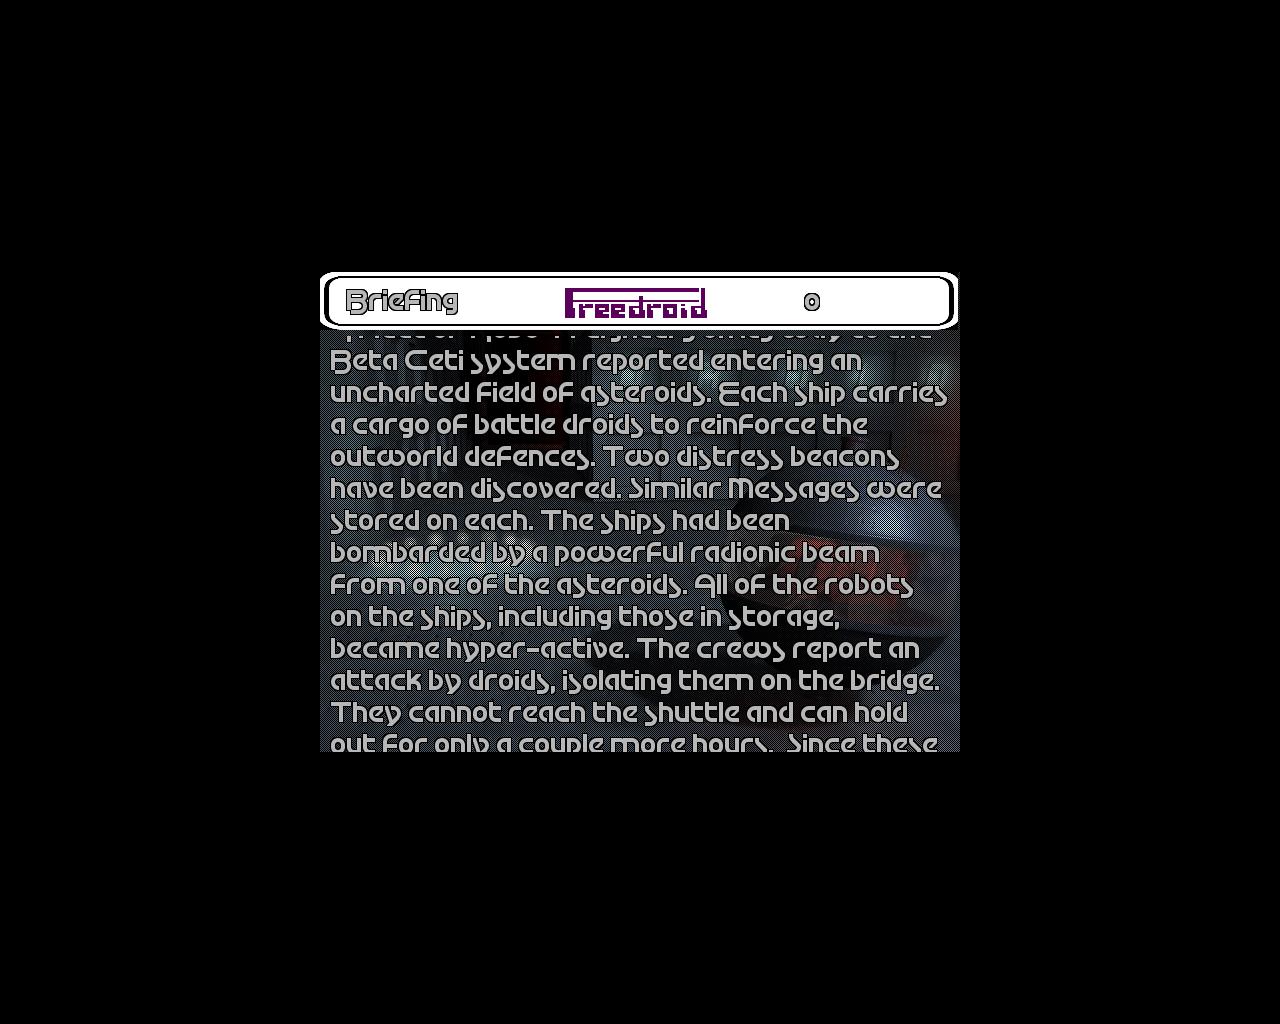 Briefing
Freedroid
0
Beta Ceti system reported entering an
uncharted field of asteroids. Each ship carries
a cargo of battle droids to reinforce the
outworld defences. Two distress beacons
have been discovered. Similar Messages were
stored on each. The ships had been
bombarded by a powerful radionic beam
from one of the asteroids. All of the robots
on the ships, including those in storage,
became hyper-active. The crews report an
attack by droids, isolating them on the bridge.
They cannot reach the shuttle and can hold
out for only a couple more hours. Since these